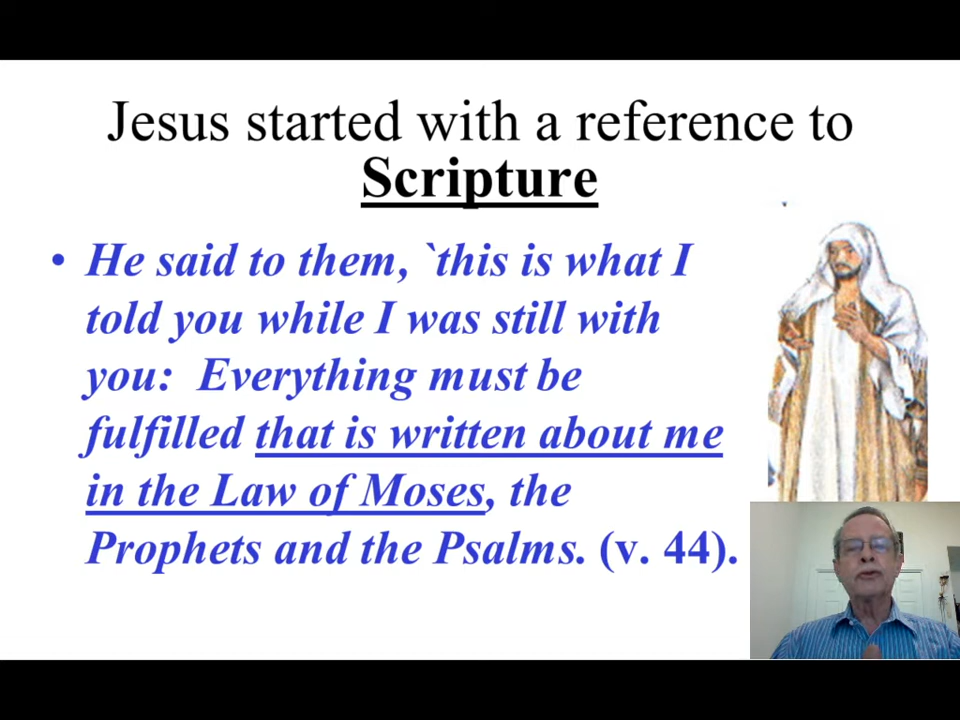 Jesus started with a reference to
Scripture
• He said to them, `this is what I
told you while I was still with
you:  Everything must be
fulfilled that is written about me
in the Law of Moses, the
Prophets and the Psalms. (v. 44).